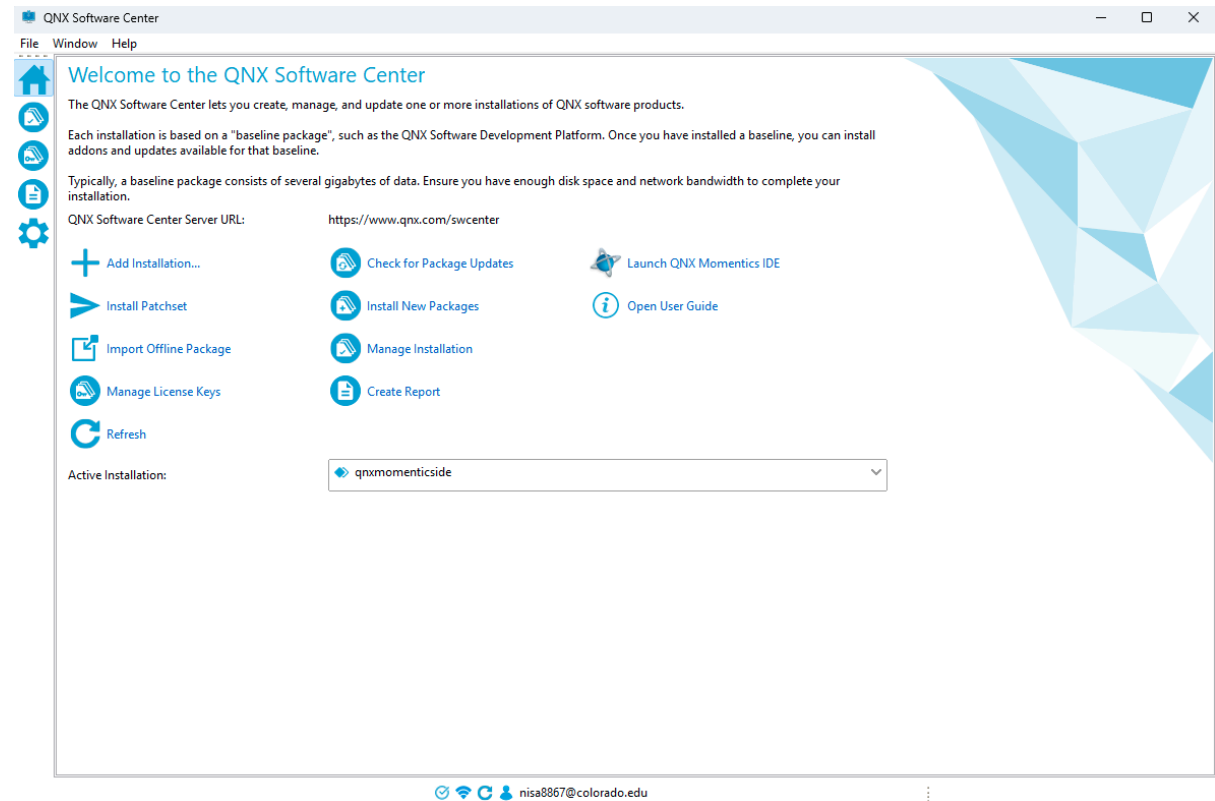 QNX Software Center
File Window Help
Welcome to the QNX Software Center
The QNX Software Center lets you create, manage, and update one or more installations of QNX software products.
Each installation is based on a "baseline package", such as the QNX Software Development Platform. Once you have installed a baseline, you can install
addons and updates available for that baseline.
Typically, a baseline package consists of several gigabytes of data. Ensure you have enough disk space and network bandwidth to complete your
installation.
QNX Software Center Server URL: https://www.qnx.com/swcenter
Add Installation... Check for Package Updates Launch QNX Momentics IDE
Install Patchset Install New Packages Open User Guide
Import Offline Package Manage Installation
Manage License Keys Create Report
Refresh
Active Installation: qnxmomenticside
nisa8867@colorado.edu